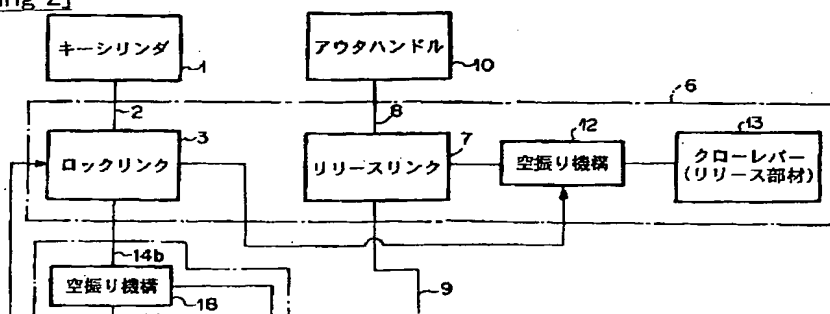 ing 2]
キーシリンダ
1
アウタハンドル
10
2
8
6
ロックリンク
3
リリースリンク
7
12
空振り機構
13
クローレバー
(リリース部材)
14b
空振り機構
18
9